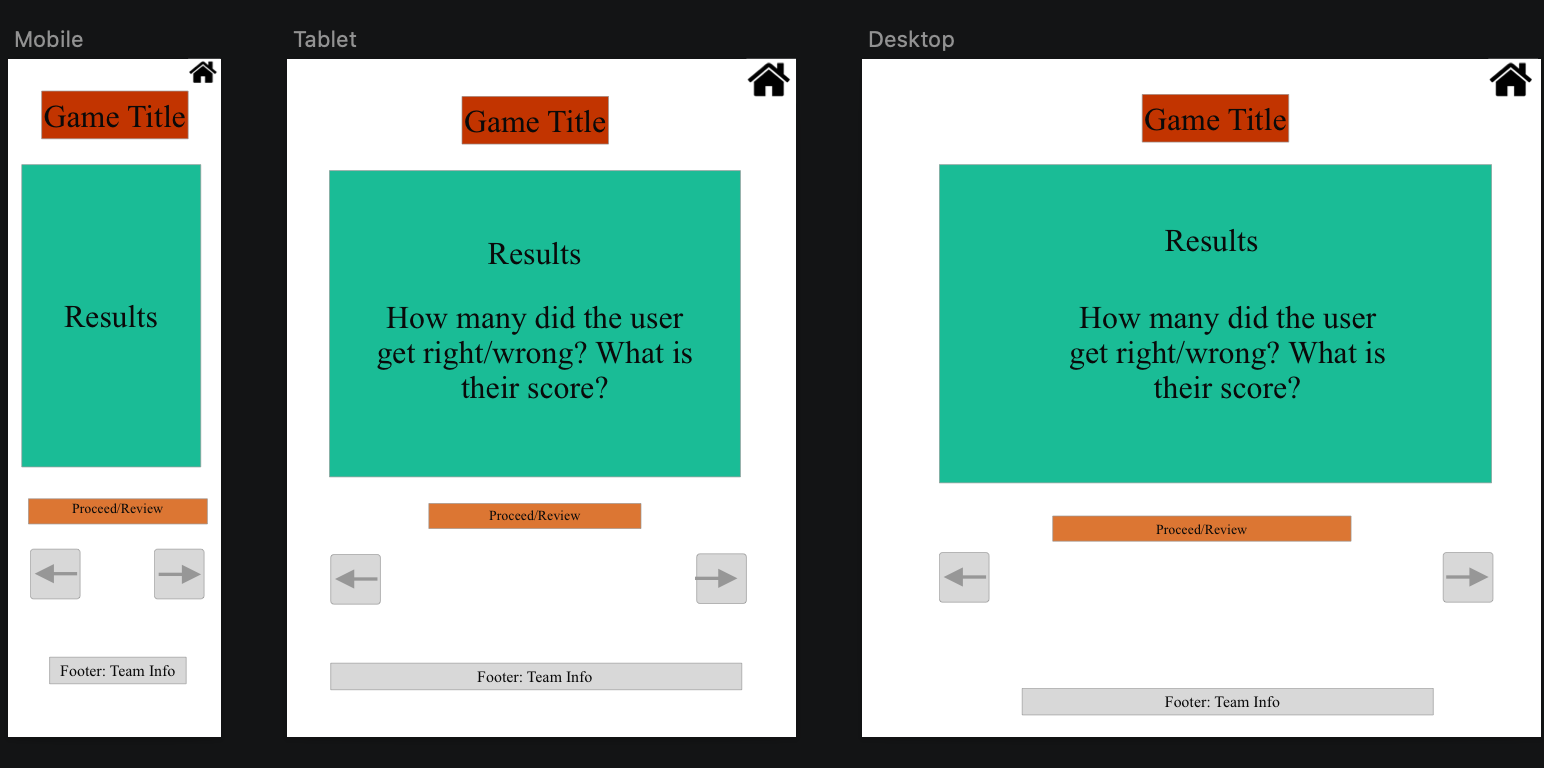 Mobile
Game Title
Results
Proceed/Review
Footer: Team Info
Tablet
Game Title
Results
How many did the user
get right/wrong? What is
their score?
Proceed/Review
Footer: Team Info
Desktop
Game Title
Results
How many did the user
get right/wrong? What is
their score?
Proceed/Review
Footer: Team Info